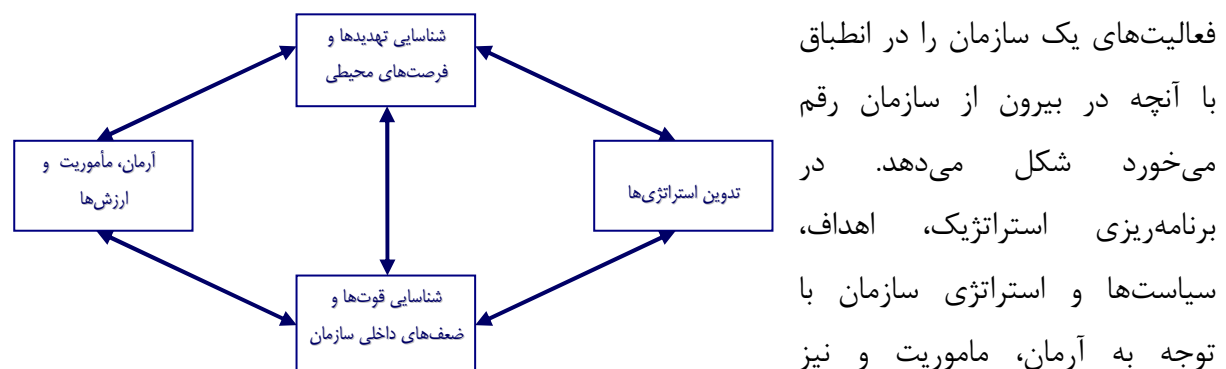 فعالیت‌های یک سازمان را در انطباق
با آنچه در بیرون از سازمان رقم
می‌خورد شکل می‌دهد. در
برنامه‌ریزی استراتژیک، اهداف،
سیاست‌ها و استراتژی سازمان با
توجه به آرمان، ماموریت و نیز
شناسایی تهدیدها و
فرصت‌های محیطی
تدوین استراتژی‌ها
آرمان، مأموریت و
ارزش‌ها
شناسایی قوت‌ها و
ضعف‌های داخلی سازمان